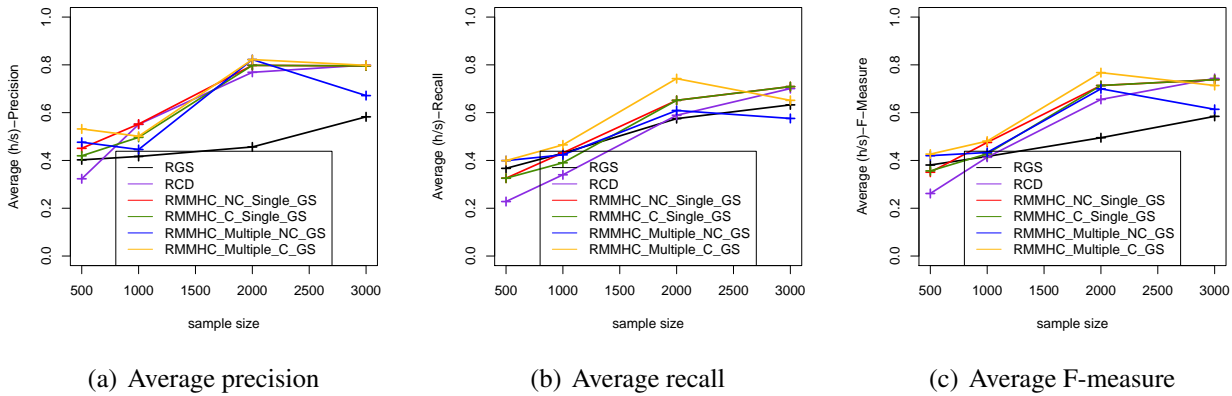 Average (h/s)−Precision
1.0
0.8
0.6
0.4
0.2
0.0
RGS
RCD
RMMHC_NC_Single_GS
RMMHC_C_Single_GS
RMMHC_Multiple_NC_GS
RMMHC_Multiple_C_GS
500 1000 1500 2000 2500 3000
sample size
(a) Average precision
Average (h/s)−Recall
1.0
0.8
0.6
0.4
0.2
0.0
RGS
RCD
RMMHC_NC_Single_GS
RMMHC_C_Single_GS
RMMHC_Multiple_NC_GS
RMMHC_Multiple_C_GS
500 1000 1500 2000 2500 3000
sample size
(b) Average recall
Average (h/s)−F−Measure
1.0
0.8
0.6
0.4
0.2
0.0
RGS
RCD
RMMHC_NC_Single_GS
RMMHC_C_Single_GS
RMMHC_Multiple_NC_GS
RMMHC_Multiple_C_GS
500 1000 1500 2000 2500 3000
sample size
(c) Average F-measure